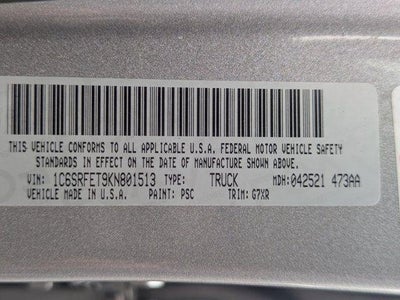 THIS VEHICLE CONFORMS TO ALL APPLICABLE U.S.A. FEDERAL MOTOR VEHICLE SAFETY
STANDARDS IN EFFECT ON THE DATE OF MANUFACTURE SHOWN ABOVE.
VIN: 1C6SRFET9KN801513 TYPE: TRUCK MDH:042521 473AA
VEHICLE MADE IN U.S.A. PAINT: PSC TRIM: G7XR